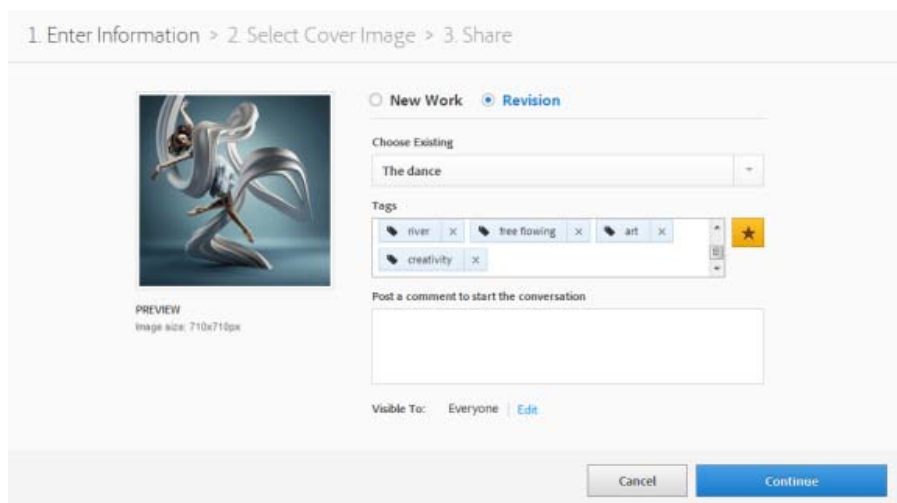 1. Enter Information > 2. Select Cover Image > 3. Share
New Work Revision
Choose Existing
The dance
Tags
river x free flowing x art x
creativity x
Post a comment to start the conversation
PREVIEW
Image size: 710x710px
Visible To: Everyone | Edit
Cancel Continue